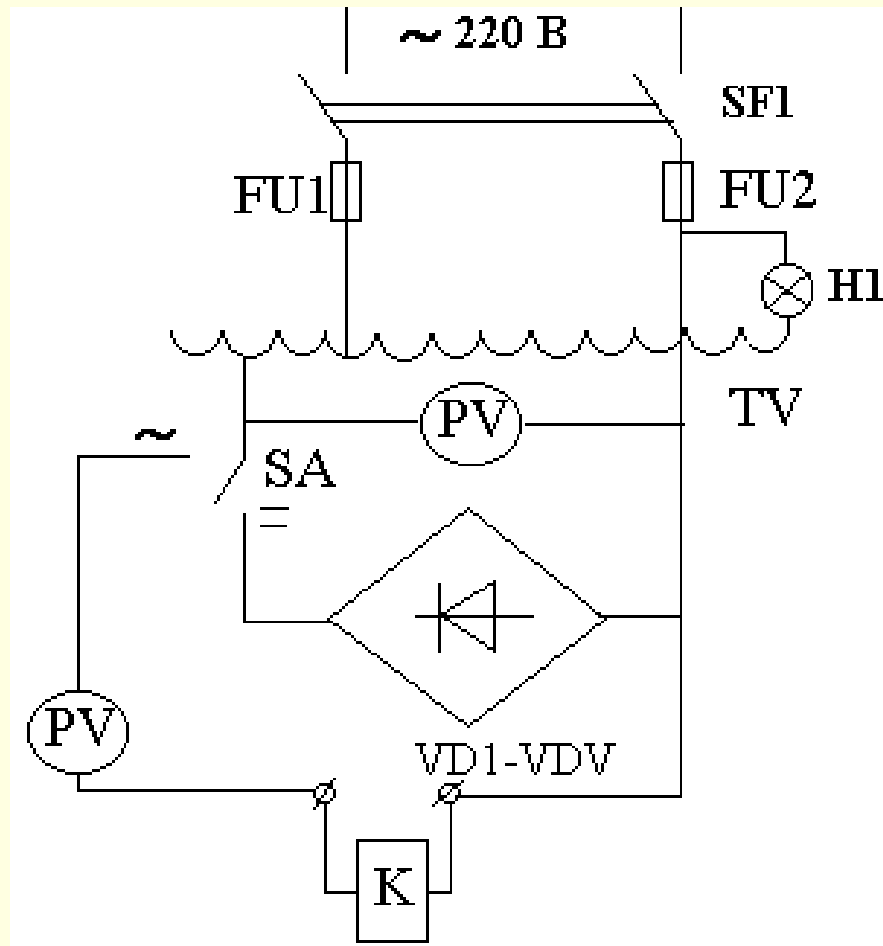 ~ 220 В
SF1
FU1
FU2
H1
TV
PV
~
SA
=
PV
VD1-VDV
K